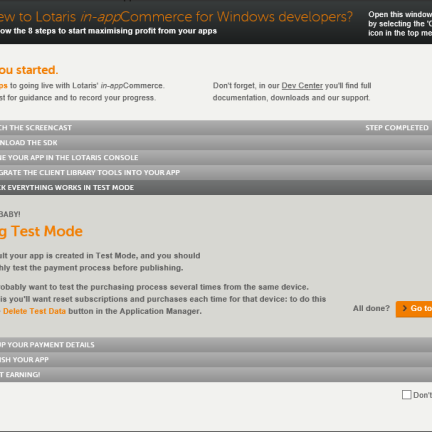 ew to Lotaris in-appCommerce for Windows developers?
ow the 8 steps to start maximising profit from your apps
Open this window
by selecting the 'C
icon in the top me
ou started.
ps to going live with Lotaris' in-appCommerce.
st for guidance and to record your progress.
Don't forget, in our Dev Center you'll find full
documentation, downloads and our support.
CH THE SCREENCAST
STEP COMPLETED
NLOAD THE SDK
NE YOUR APP IN THE LOTARIS CONSOLE
GRATE THE CLIENT LIBRARY TOOLS INTO YOUR APP
CK EVERYTHING WORKS IN TEST MODE
BABY!
g Test Mode
ult your app is created in Test Mode, and you should
hly test the payment process before publishing.
robably want to test the purchasing process several times from the same device.
is you'll want reset subscriptions and purchases each time for that device: to do this
Delete Test Data button in the Application Manager.
All done?
Go to
UP YOUR PAYMENT DETAILS
ISH YOUR APP
T EARNING!
Don't